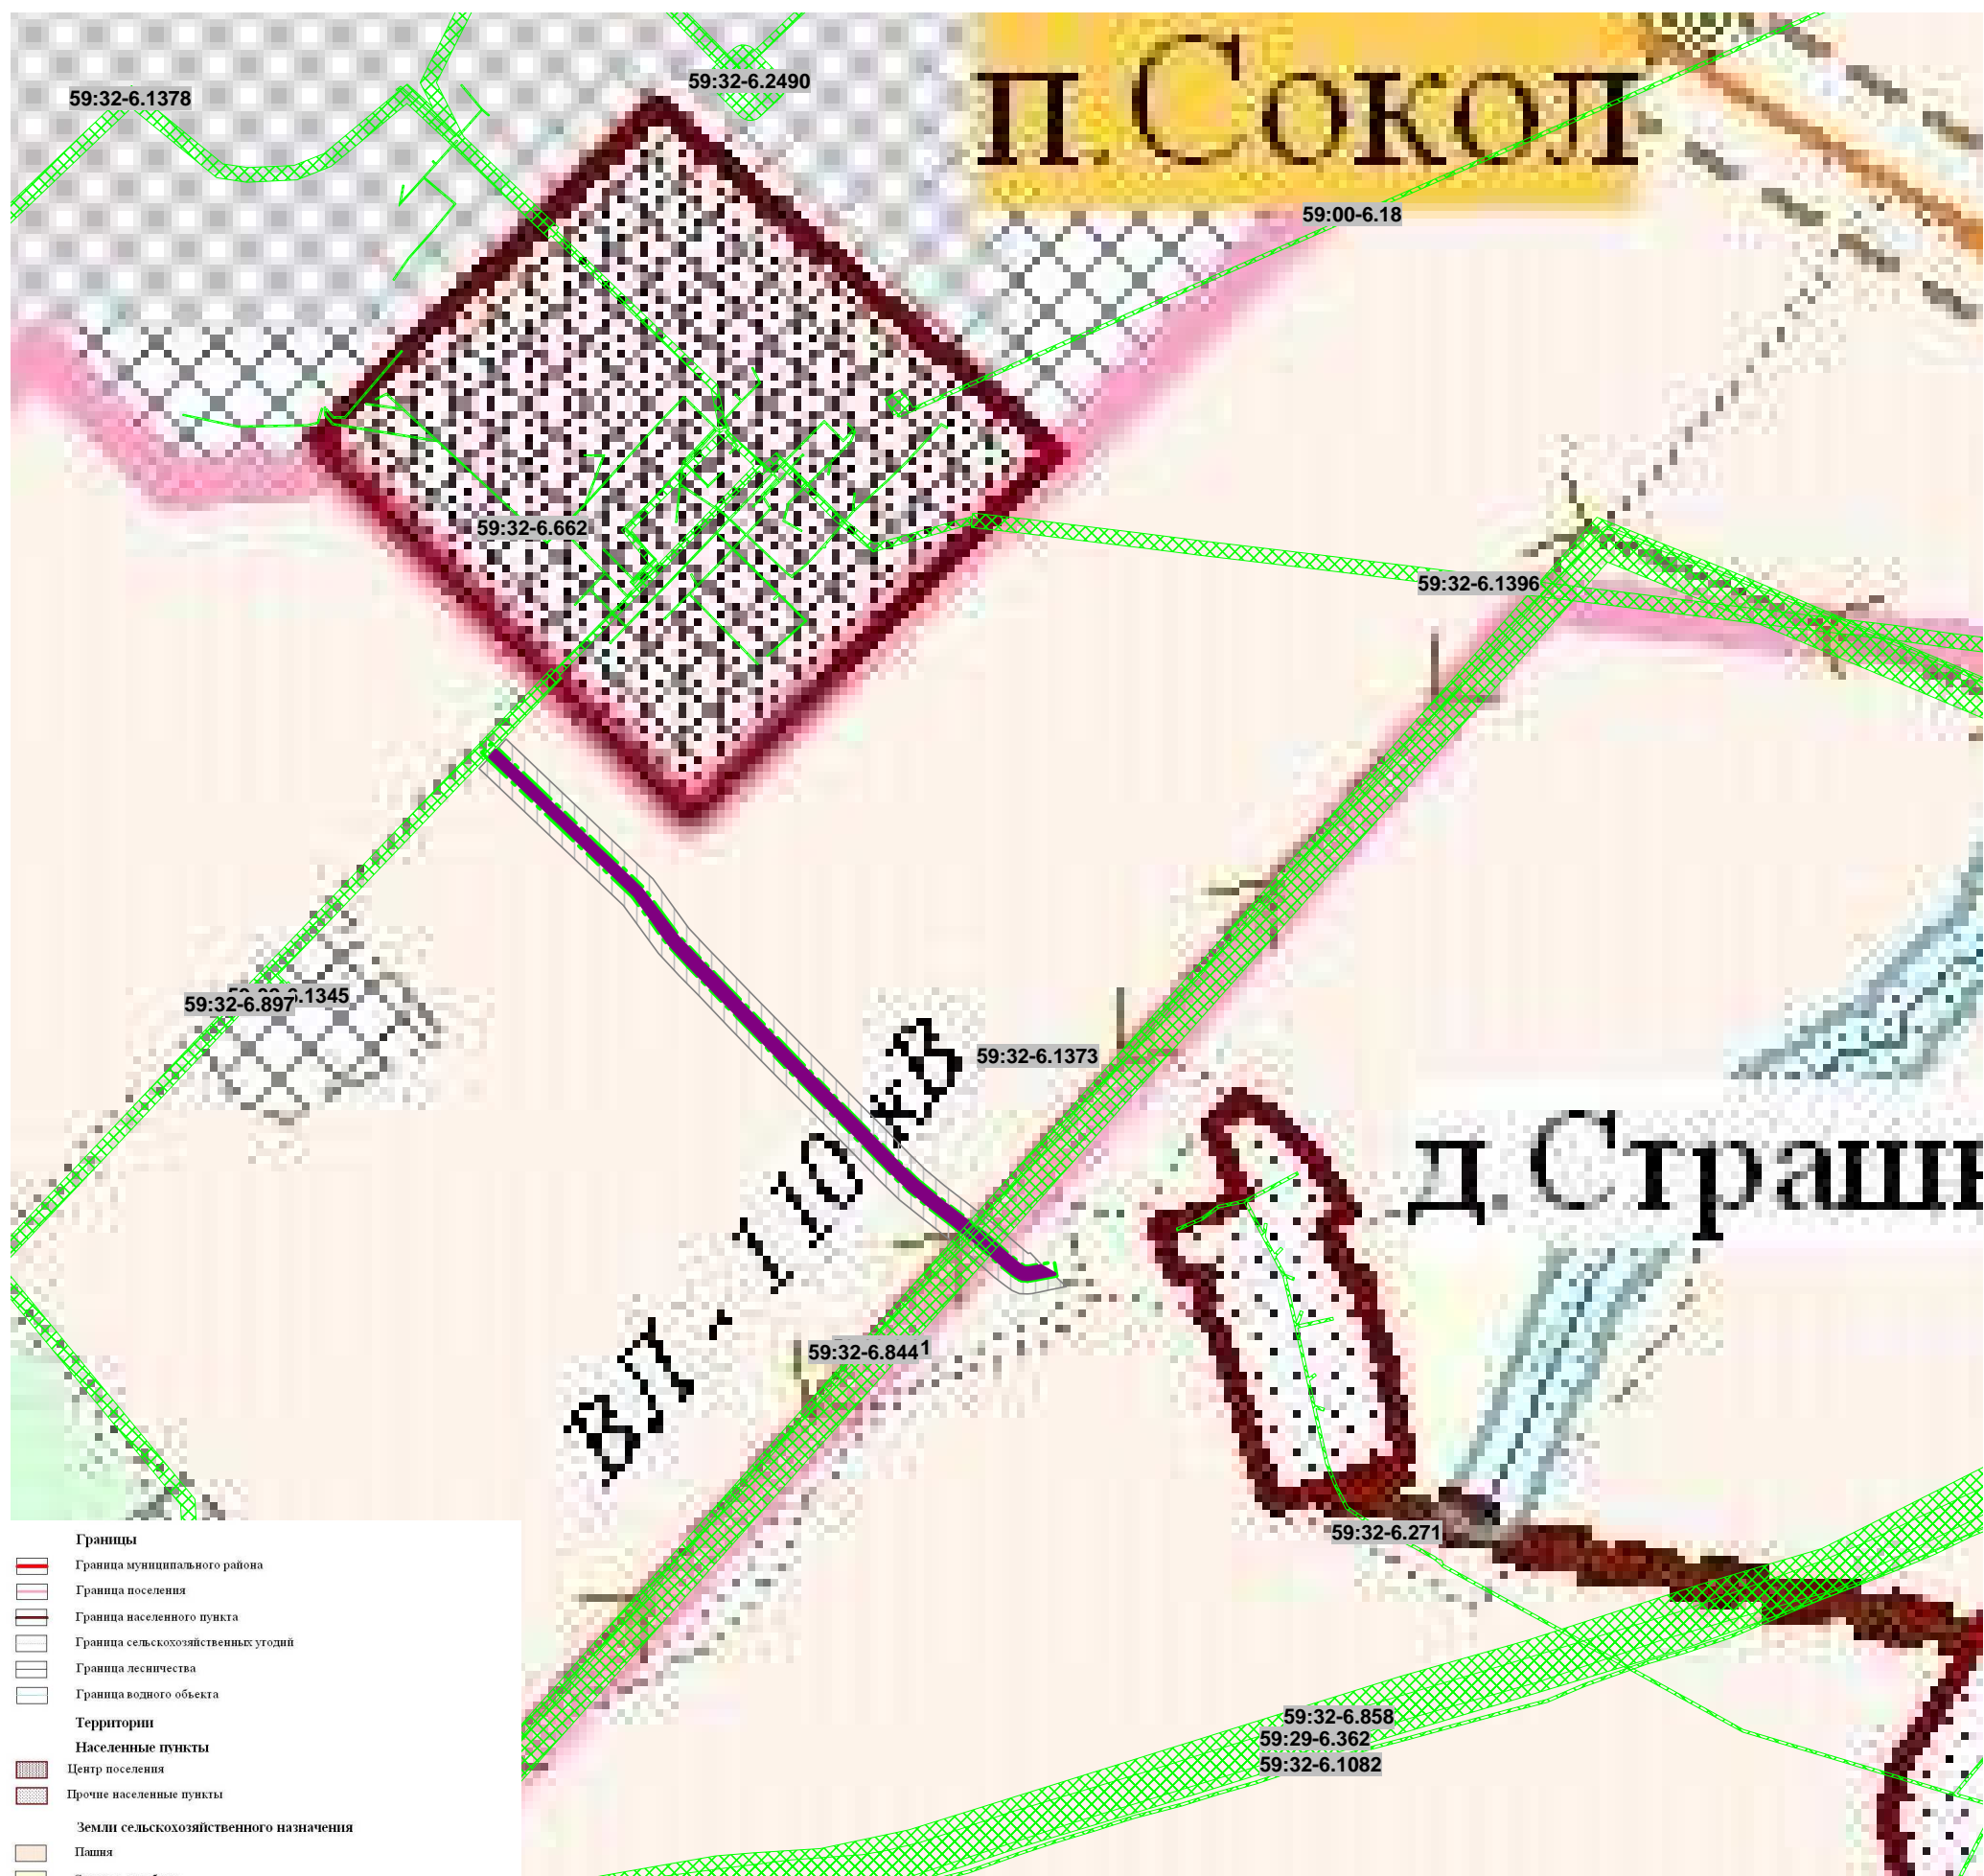 59:32-6.2490
59:32-6.1378
п.Сокол
59:00-6.18
59:32-6.662
59:32-6.1396
6.1345
59:32-6.897
59:32-6.1373
ВЛ - 110 кВ
59:32-6.844
1
59:32-6.271
59:32-6.858
59:29-6.362
59:32-6.1082
Границы
Граница муниципального района
Граница поселения
Граница населенного пункта
Граница сельскохозяйственных угодий
Граница лесничества
Граница водного объекта
Территории
Населенные пункты
Центр поселения
Прочие населенные пункты
Земли сельскохозяйственного назначения
Пашня